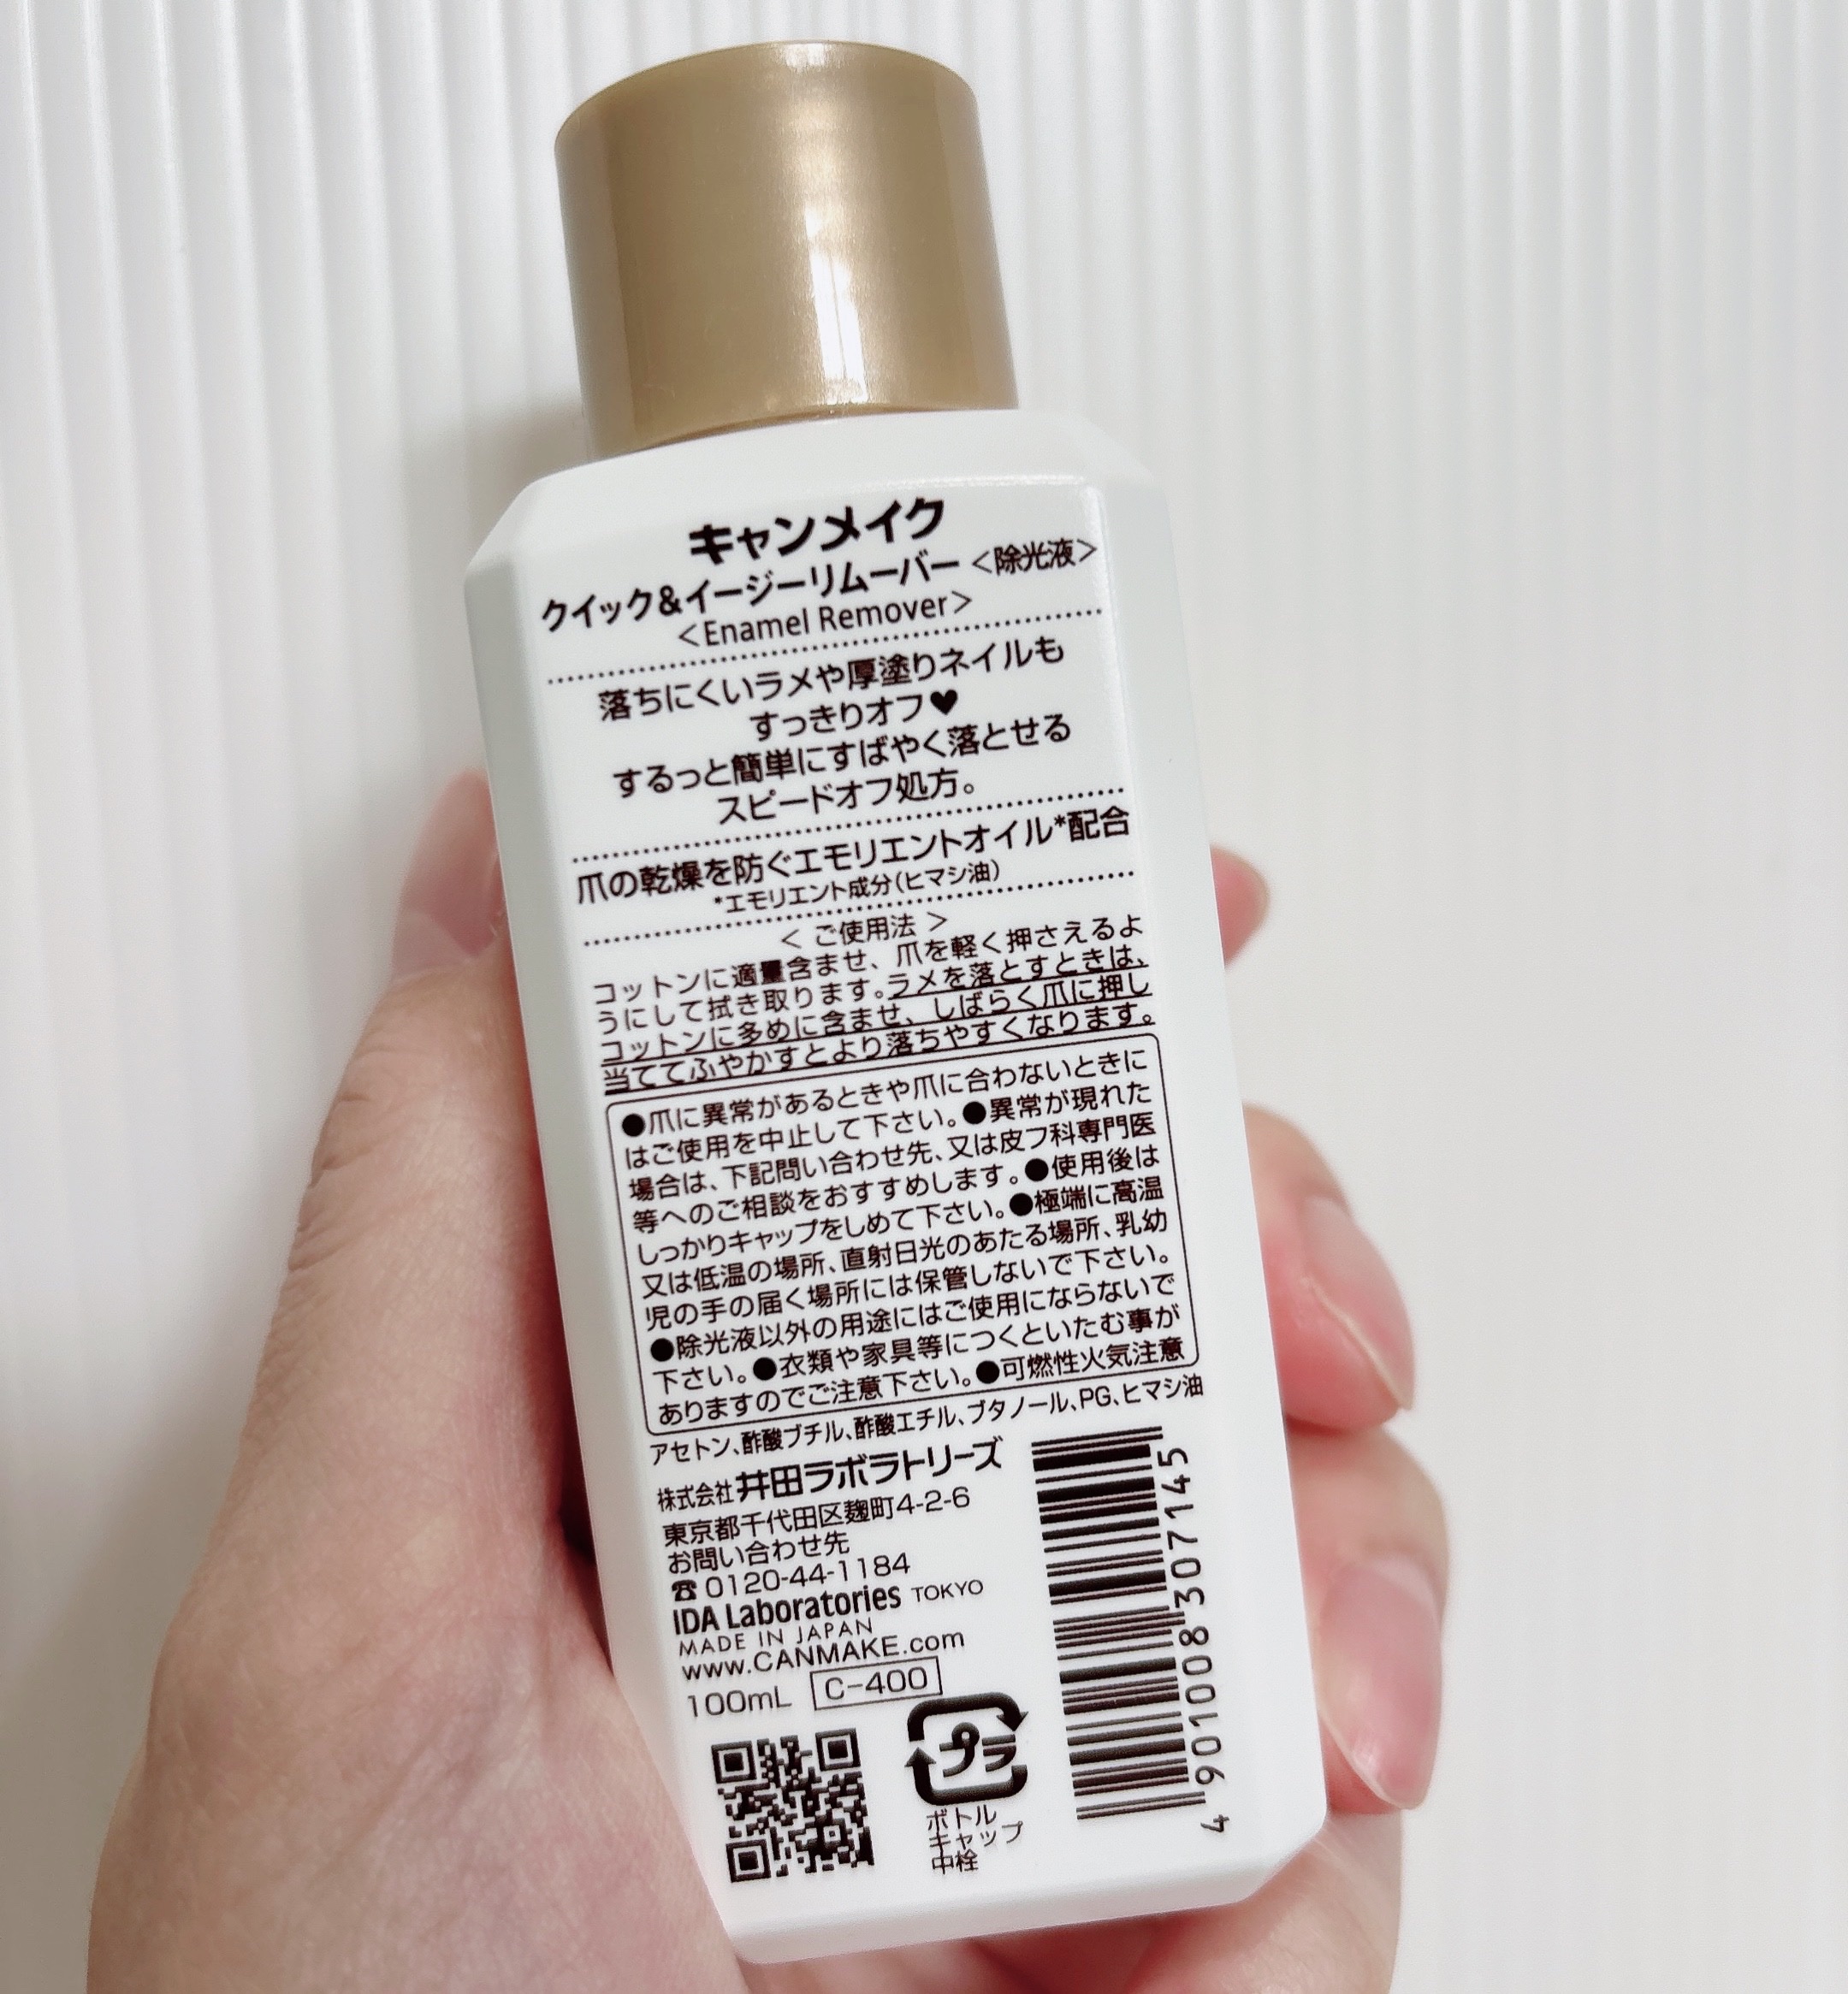 キャンメイク
クイック&イージーリムーバー <除光液>
<Enamel Remover>
落ちにくいラメや厚塗りネイルも
すっきりオフ♥
するっと簡単にすばやく落とせる
スピードオフ処方。
爪の乾燥を防ぐエモリエントオイル*配合
*エモリエント成分(ヒマシ油)
< ご使用法 >
コットンに適量含ませ、爪を軽く押さえるよ
うにして拭き取ります。ラメを落とすときは、
コットンに多めに含ませ、しばらく爪に押し
当ててふやかすとより落ちやすくなります。
●爪に異常があるときや爪に合わないときに
はご使用を中止して下さい。●異常が現れた
場合は、下記問い合わせ先、又は皮フ科専門医
等へのご相談をおすすめします。●使用後は
しっかりキャップをしめて下さい。●極端に高温
又は低温の場所、直射日光のあたる場所、乳幼
児の手の届く場所には保管しないで下さい。
●除光液以外の用途にはご使用にならないで
下さい。●衣類や家具等につくといたむ事が
ありますのでご注意下さい。●可燃性火気注意
アセトン、酢酸ブチル、酢酸エチル、ブタノール、PG、ヒマシ油
株式会社 井田ラボラトリーズ
東京都千代田区麹町4-2-6
お問い合わせ先
☎ 0120-44-1184
IDA Laboratories TOKYO
MADE IN JAPAN
www.CANMAKE.com
100mL C-400
プラ
ボトル
キャップ
中栓
4 901008 307145